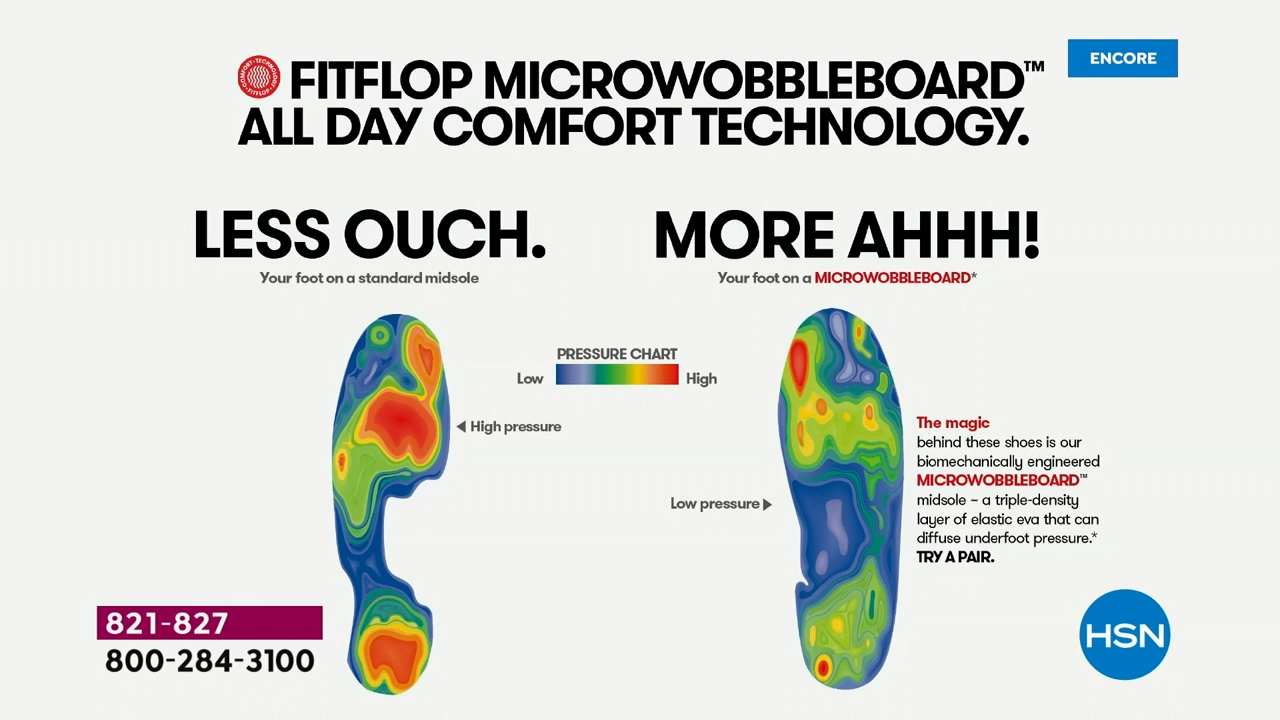 ENCORE
FITFLOP MICROWOBBLEBOARD™
ALL DAY COMFORT TECHNOLOGY.
LESS OUCH.
Your foot on a standard midsole
MORE AHHH!
Your foot on a MICROWOBBLEBOARD*
PRESSURE CHART
Low
High
High pressure
Low pressure
The magic
behind these shoes is our
biomechanically engineered
MICROWOBBLEBOARD™
midsole – a triple-density
layer of elastic eva that can
diffuse underfoot pressure.*
TRY A PAIR.
821-827
800-284-3100
HSN